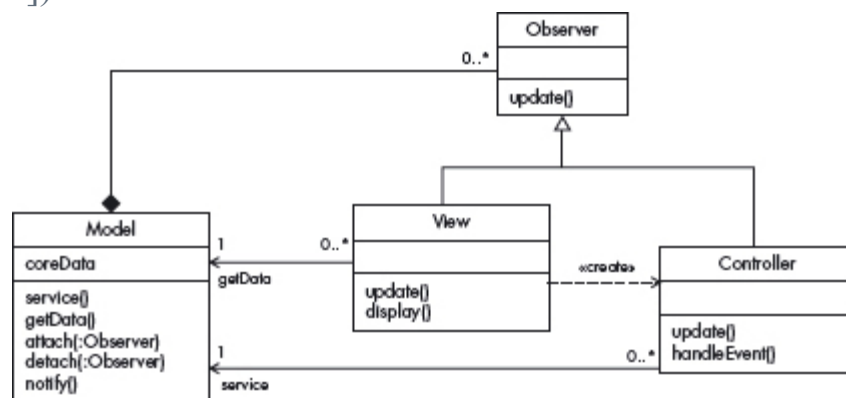 Observer
0..*
update()
Model
coreData
service()
getData()
attach(:Observer)
detach(:Observer)
notify()
1
0..*
getData
View
update()
display()
«create»
Controller
update()
handleEvent()
1
0..*
service